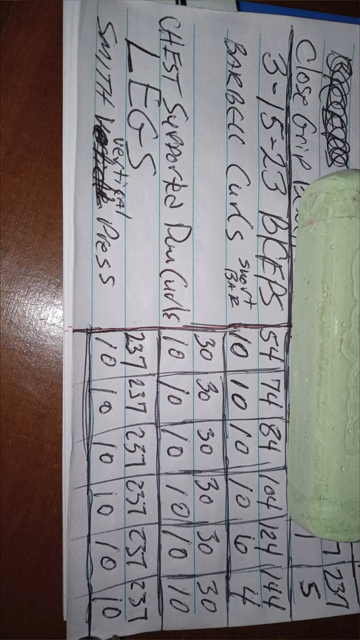 Close Grip 237
5
3-15-23 BICEPS 54 74 84 104 124 144
BARBELL Curls short BAR 10 10 10 10 6 4
30 30 30 30 30 30
CHEST Supported Dum Curls 10 10 10 10 10 10
LEGS 237 237 237 237 237 237
SMITH vertical Press 10 10 10 10 10 10